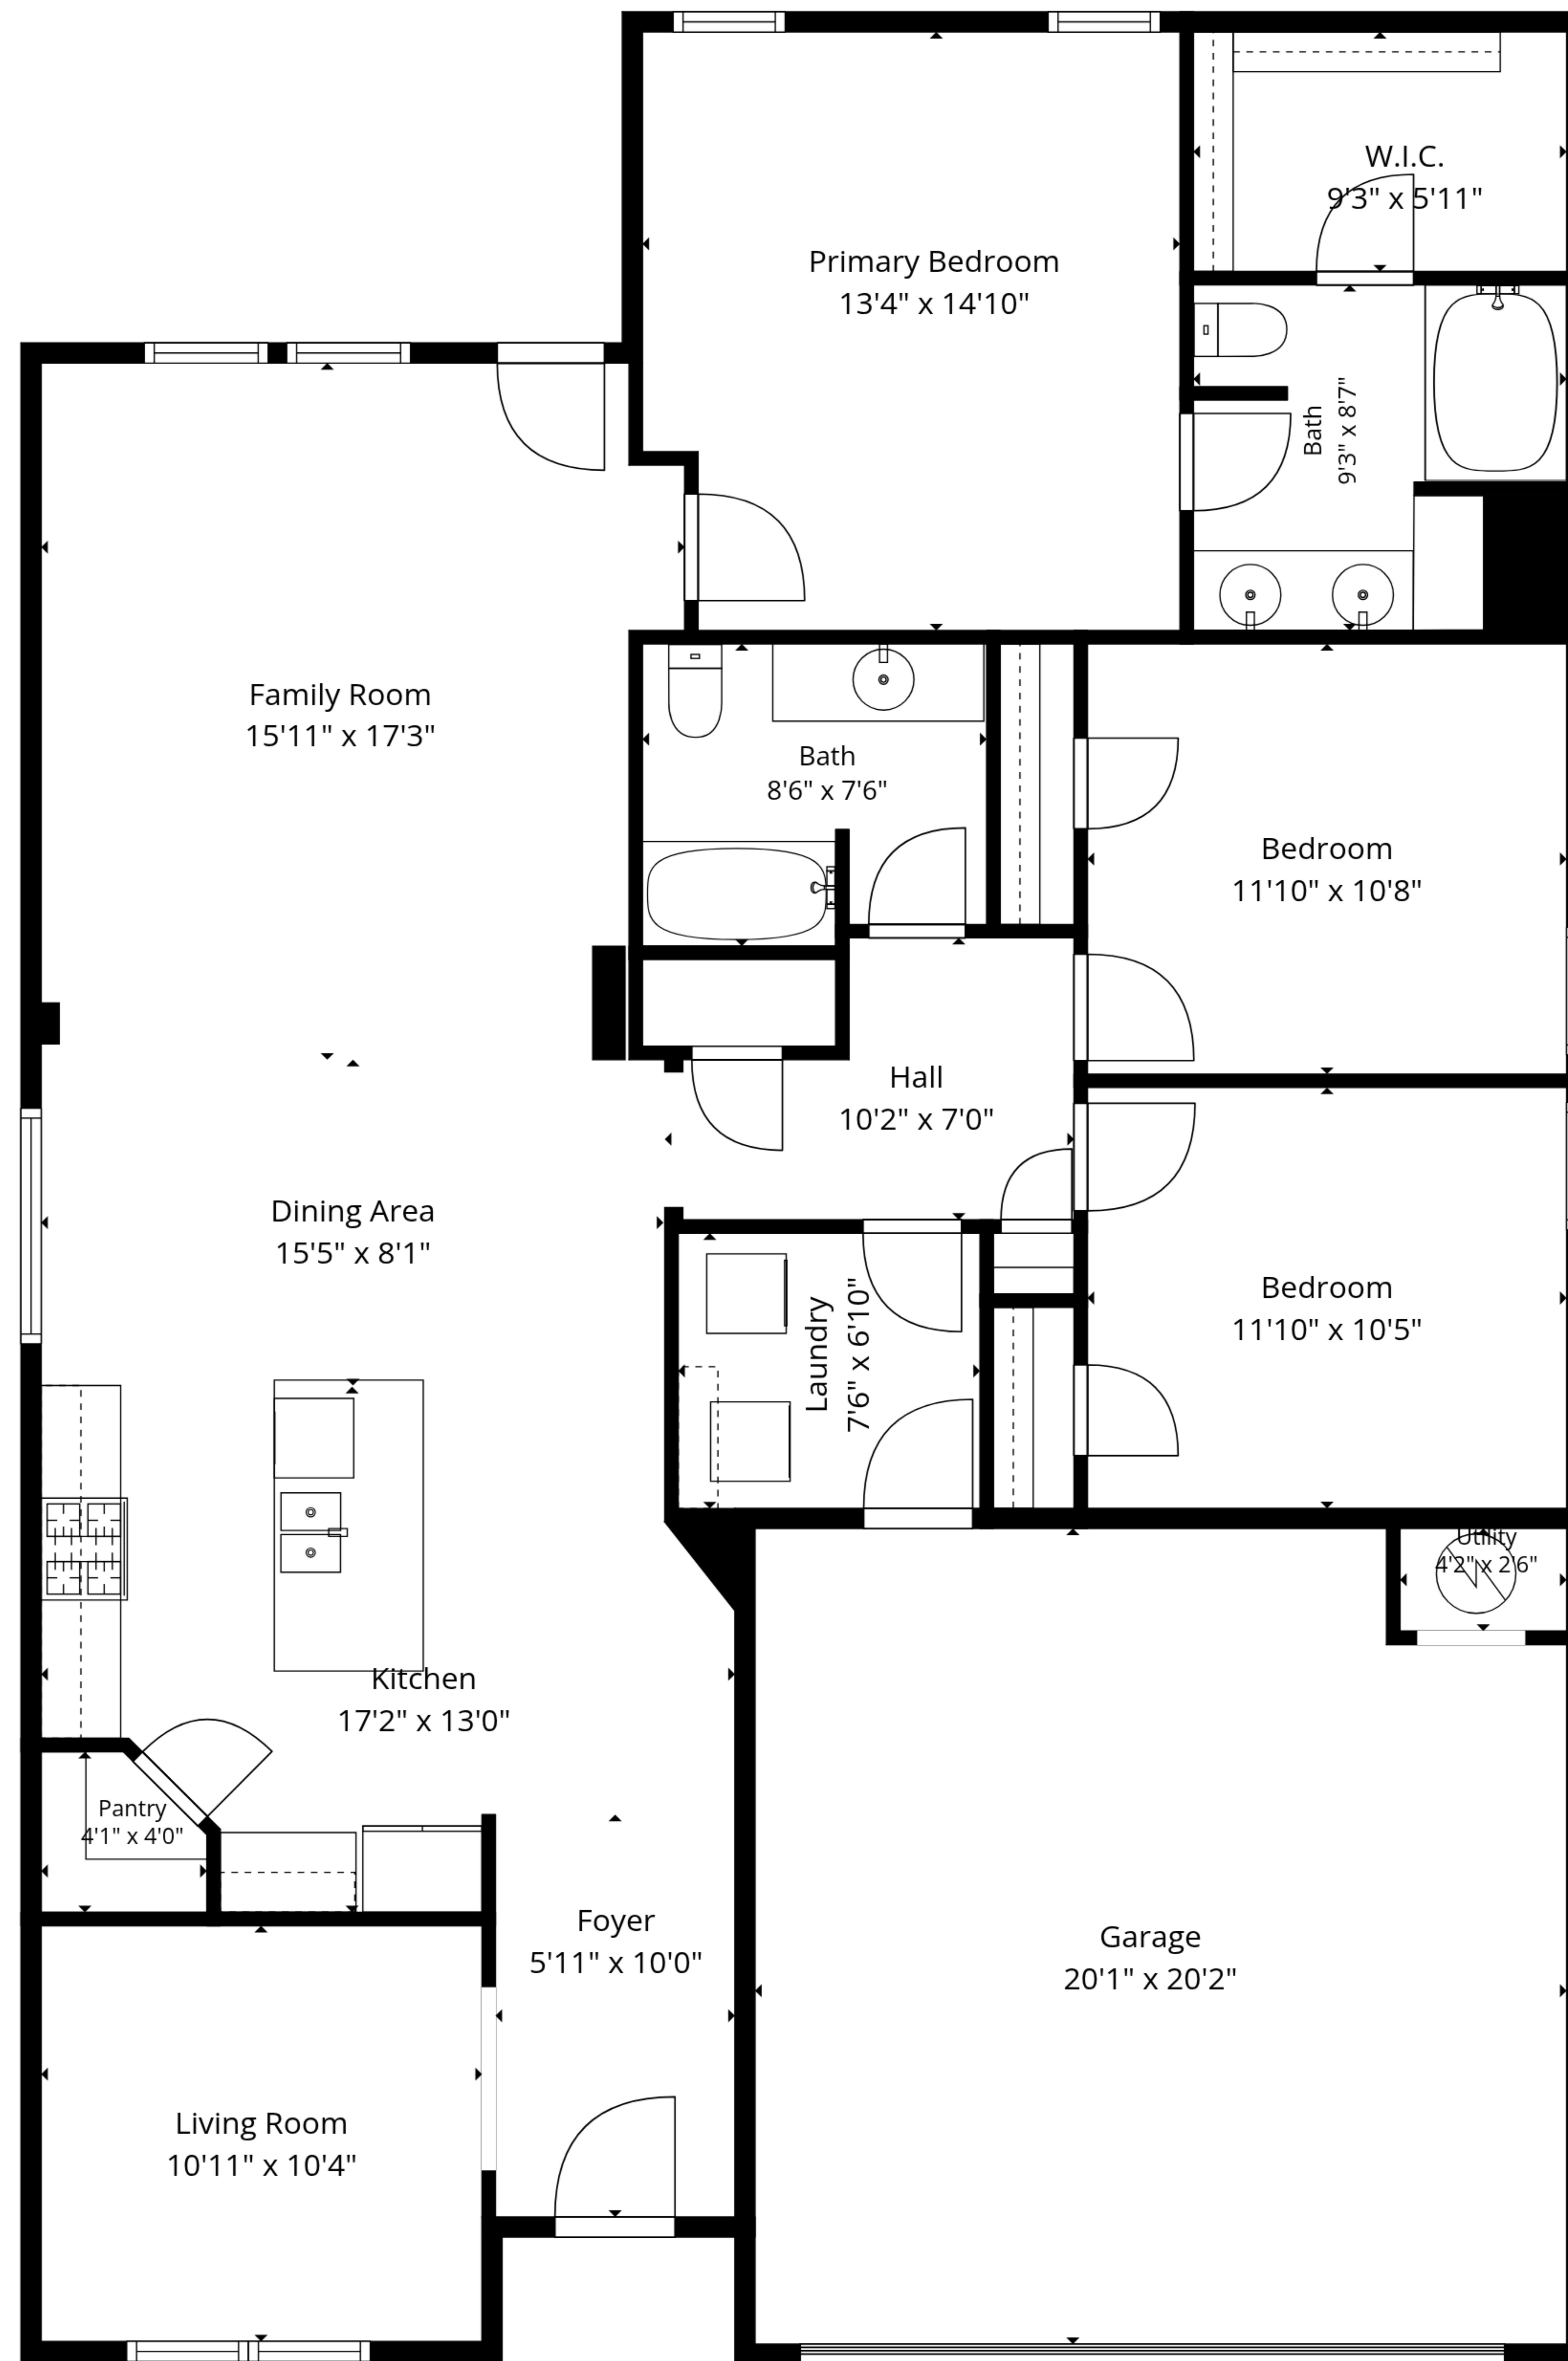 W.I.C.
9'3" x 5'11"
Primary Bedroom
13'4" x 14'10"
Bath
9'3" x 8'7"
Family Room
15'11" x 17'3"
Bath
8'6" x 7'6"
Bedroom
11'10" x 10'8"
Hall
10'2" x 7'0"
Dining Area
15'5" x 8'1"
Laundry
7'6" x 6'10"
Bedroom
11'10" x 10'5"
Utility
4'2" x 2'6"
Kitchen
17'2" x 13'0"
Pantry
4'1" x 4'0"
Foyer
5'11" x 10'0"
Garage
20'1" x 20'2"
Living Room
10'11" x 10'4"